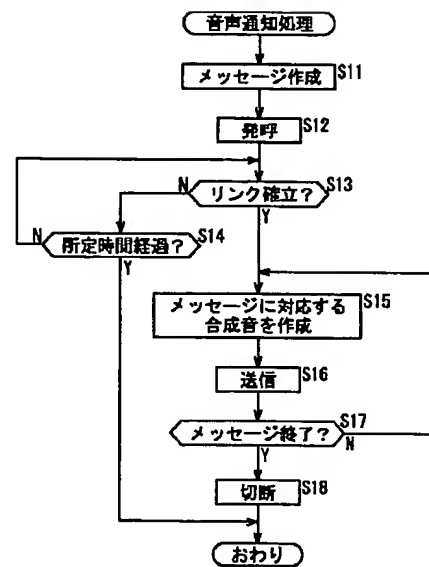 音声通知処理
メッセージ作成 S11
発呼 S12
リンク確立? S13
N
Y
所定時間経過? S14
N
Y
メッセージに対応する S15
合成音を作成
送信 S16
メッセージ終了? S17
Y
N
切断 S18
おわり